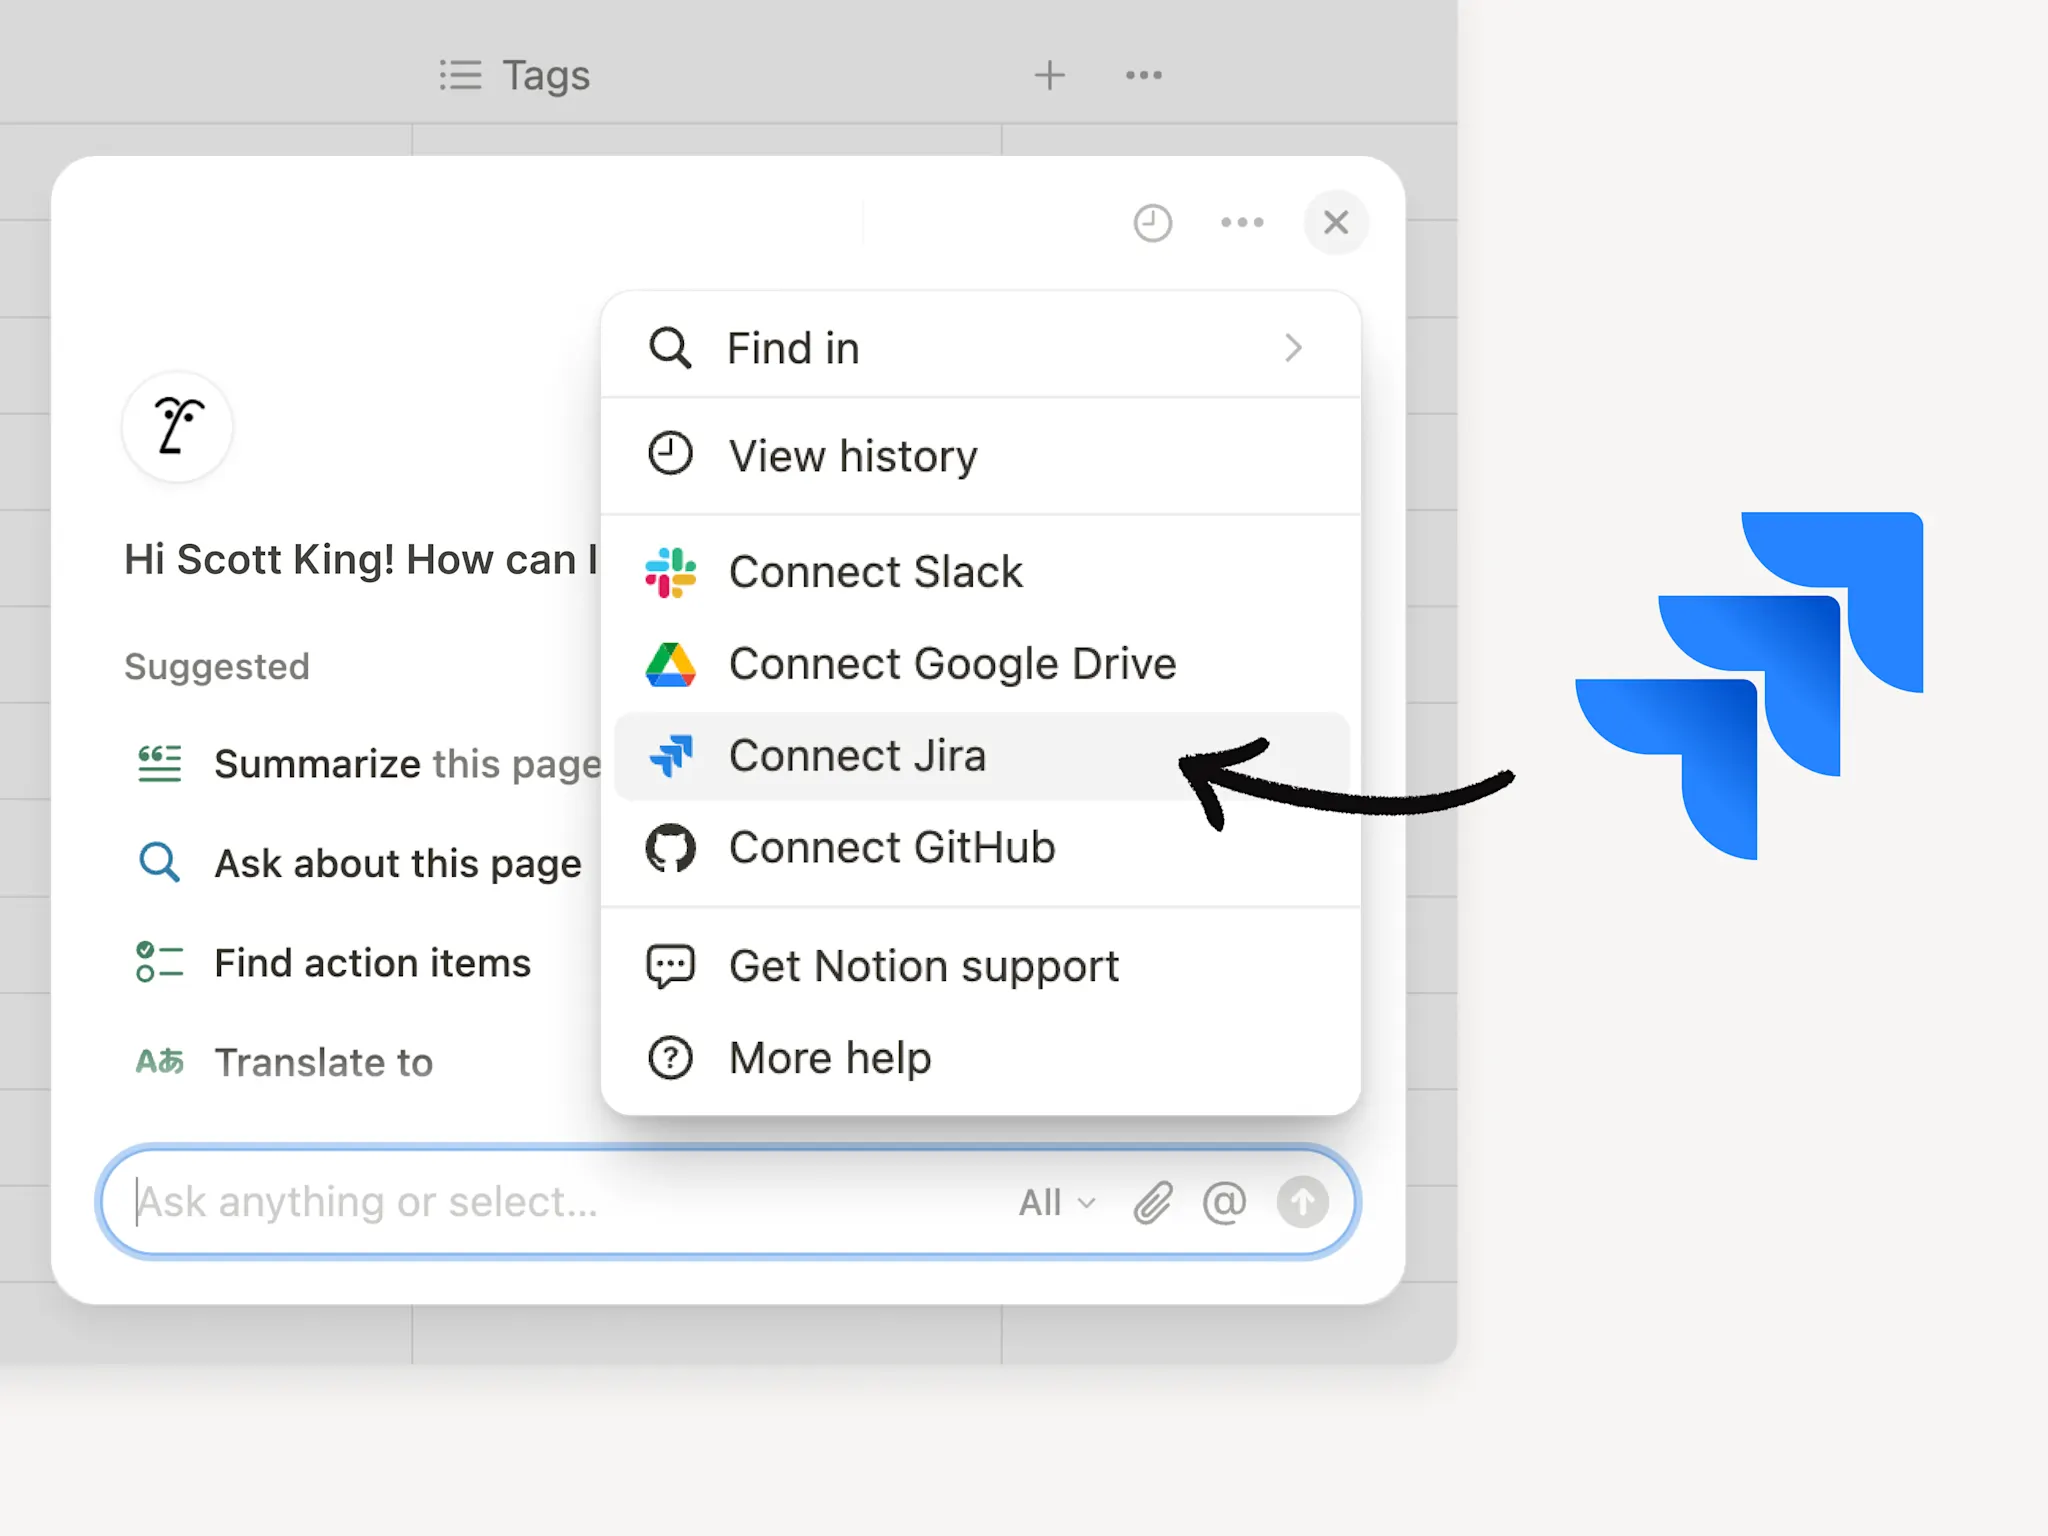 Tags
Find in
View history
Hi Scott King! How can I
Connect Slack
Suggested
Connect Google Drive
Summarize this page
Connect Jira
Ask about this page
Connect GitHub
Find action items
Get Notion support
Aあ Translate to
More help
Ask anything or select...
All
@